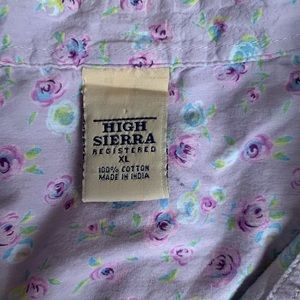 HIGH
SIERRA
REGISTERED
XL
100% COTTON
MADE IN INDIA